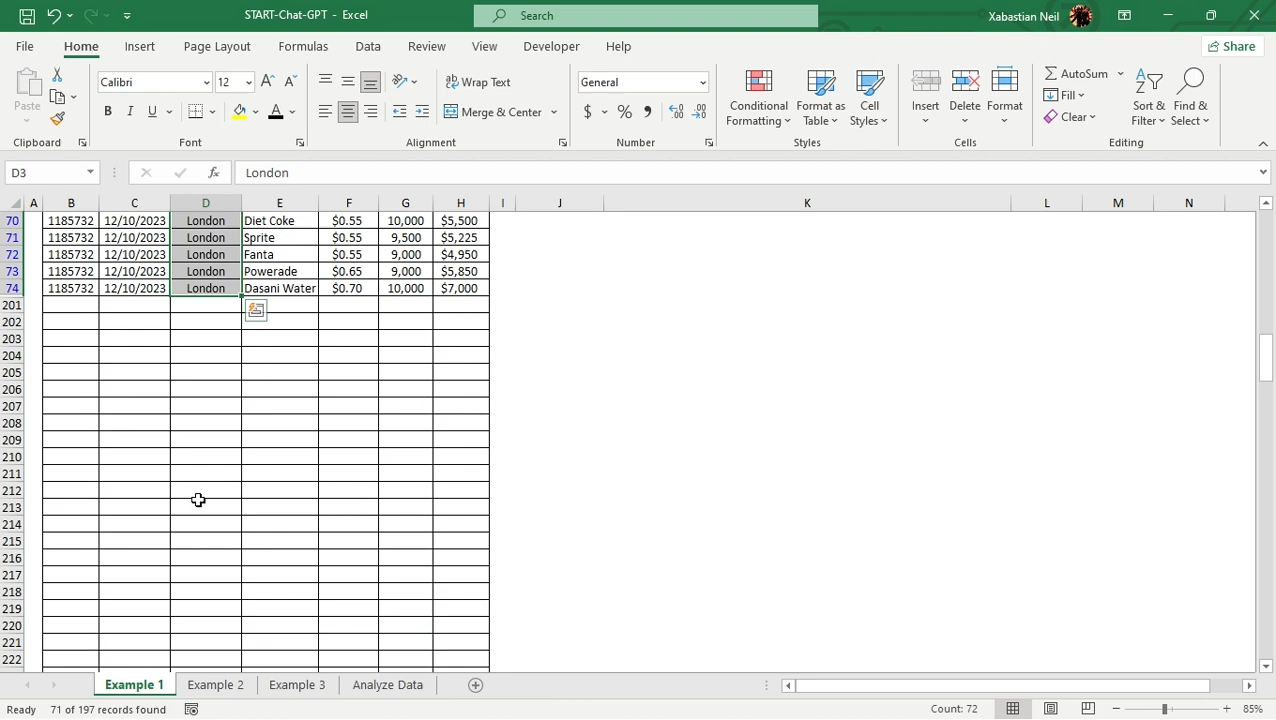 START-Chat-GPT - Excel
Search
Xabastian Neil
File Home Insert Page Layout Formulas Data Review View Developer Help
Share
Paste
Calibri 12
Wrap Text
General
Conditional Formatting
Format as Table
Cell Styles
Insert
Delete
Format
AutoSum
Fill
Clear
Sort & Filter
Find & Select
B I U
A
Merge & Center
$ % ,
Clipboard Font Alignment Number Styles Cells Editing
D3 fx London
A B C D E F G H I J K L M N
70 1185732 12/10/2023 London Diet Coke $0.55 10,000 $5,500
71 1185732 12/10/2023 London Sprite $0.55 9,500 $5,225
72 1185732 12/10/2023 London Fanta $0.55 9,000 $4,950
73 1185732 12/10/2023 London Powerade $0.65 9,000 $5,850
74 1185732 12/10/2023 London Dasani Water $0.70 10,000 $7,000
201
202
203
204
205
206
207
208
209
210
211
212
213
214
215
216
217
218
219
220
221
222
Example 1 Example 2 Example 3 Analyze Data
Ready 71 of 197 records found Count: 72 85%